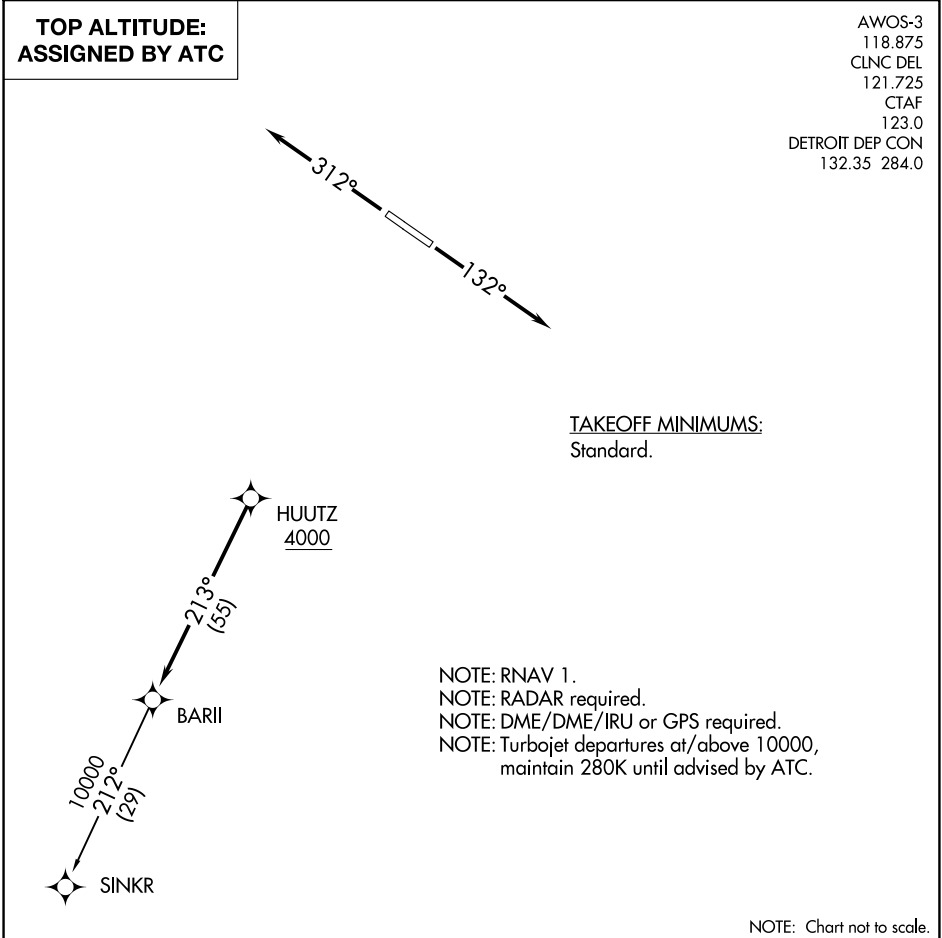 TOP ALTITUDE:
ASSIGNED BY ATC
AWOS-3
118.875
CLNC DEL
121.725
CTAF
123.0
DETROIT DEP CON
132.35 284.0
312°
132°
TAKEOFF MINIMUMS:
Standard.
HUUTZ
4000
213°
(55)
BARII
10000
212°
(29)
SINKR
NOTE: RNAV 1.
NOTE: RADAR required.
NOTE: DME/DME/IRU or GPS required.
NOTE: Turbojet departures at/above 10000,
maintain 280K until advised by ATC.
NOTE: Chart not to scale.